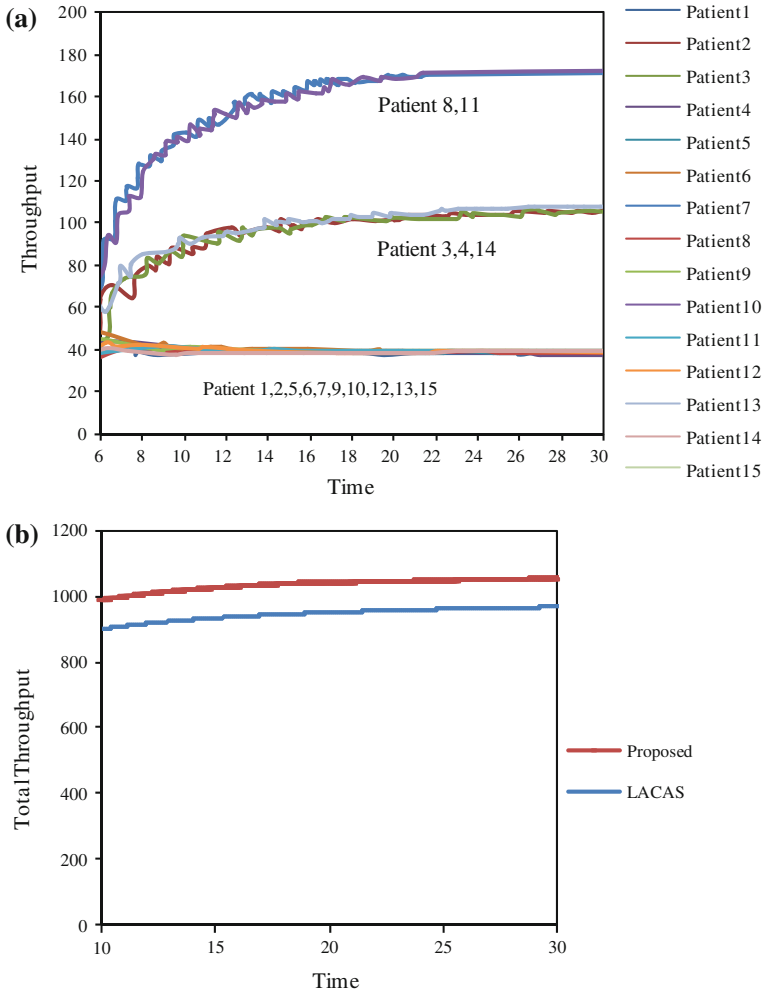 (a)
200
180
160
140
120
100
80
60
40
20
0
Throughput
6
8
10
12
14
16
18
20
22
24
26
28
30
Time
Patient 8,11
Patient 3,4,14
Patient 1,2,5,6,7,9,10,12,13,15
Patient1
Patient2
Patient3
Patient4
Patient5
Patient6
Patient7
Patient8
Patient9
Patient10
Patient11
Patient12
Patient13
Patient14
Patient15
(b)
1200
1000
800
600
400
200
0
TotalThroughput
10
15
20
25
30
Time
Proposed
LACAS